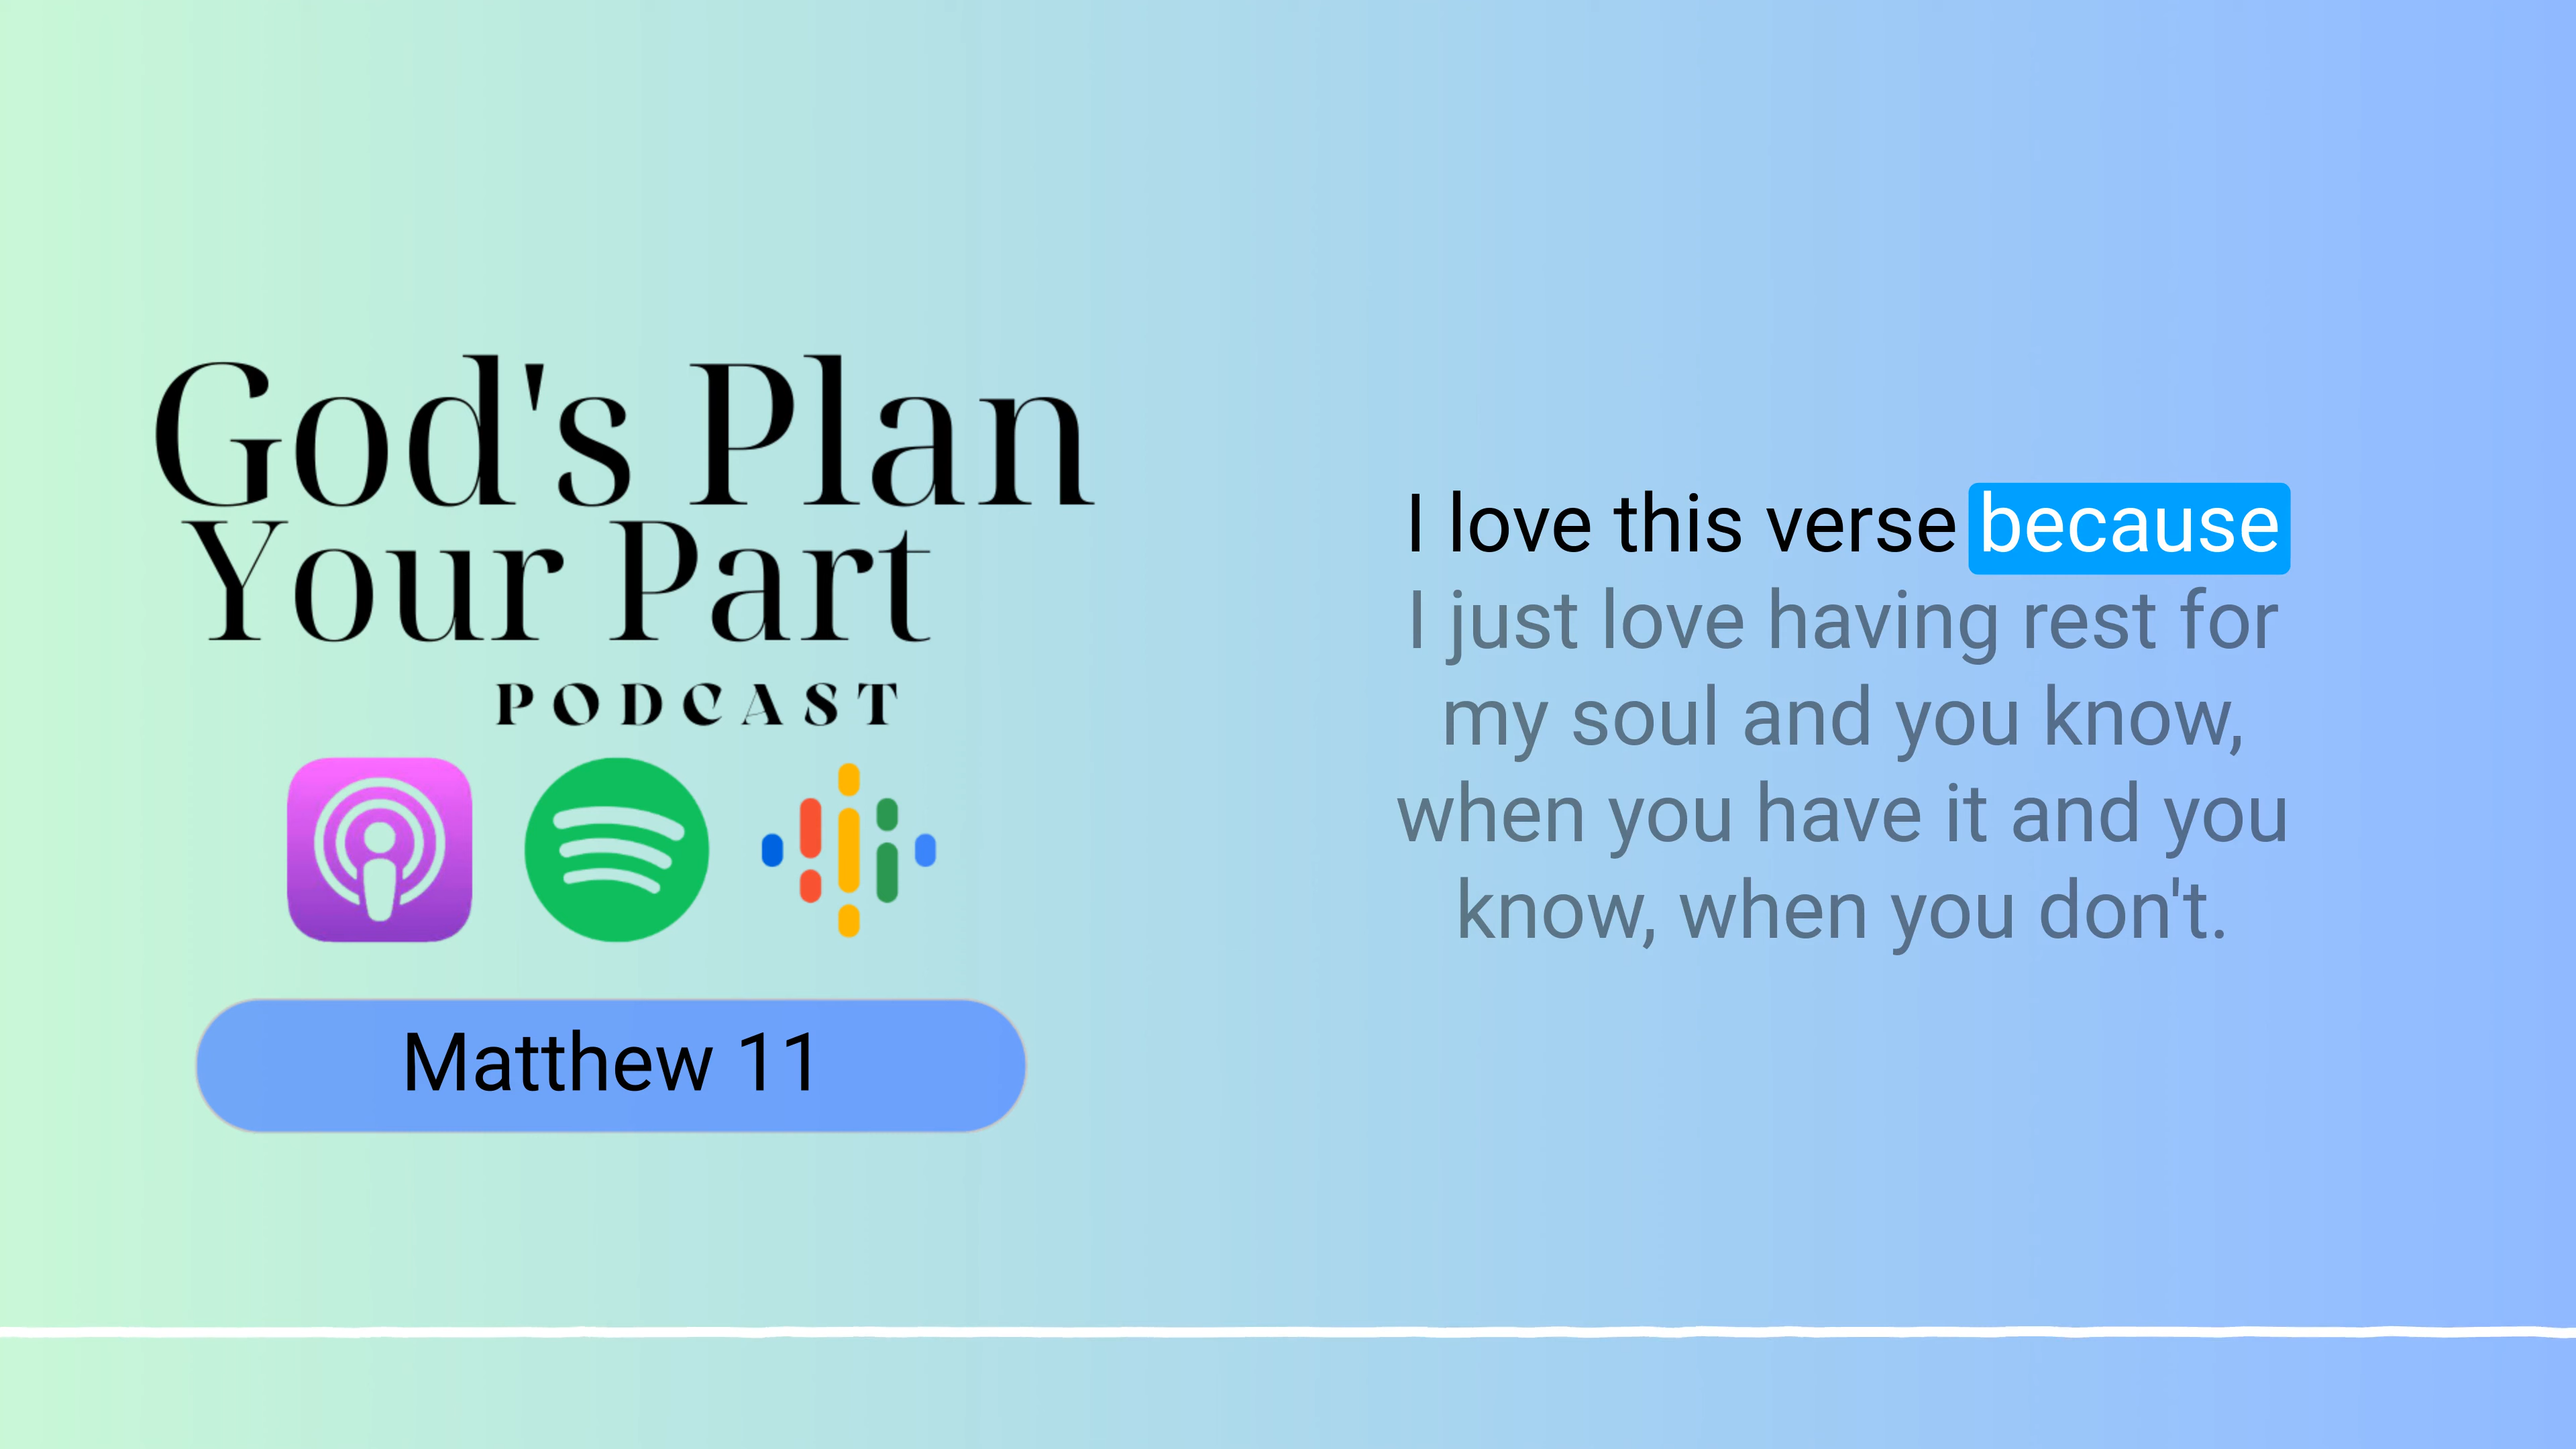 God's Plan
Your Part
PODCAST
Matthew 11
I love this verse because
I just love having rest for
my soul and you know,
when you have it and you
know, when you don't.